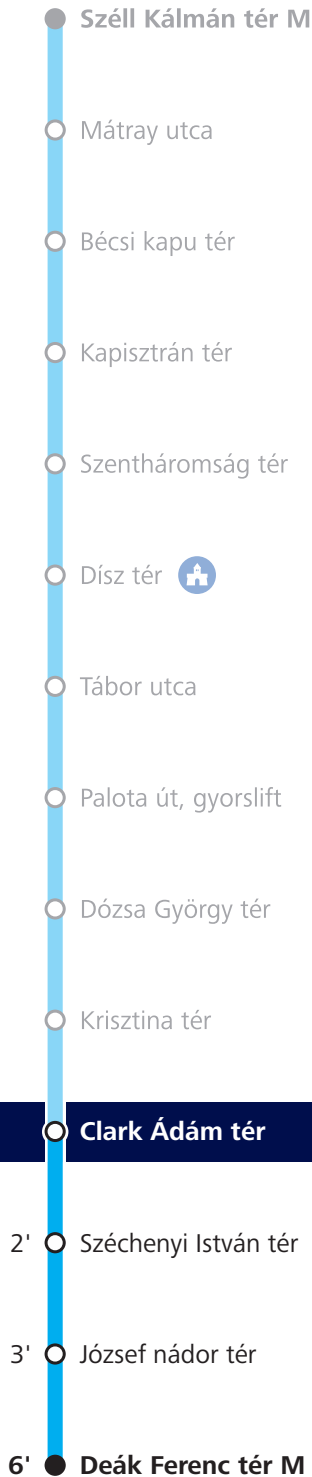 Széll Kálmán tér M
Mátray utca
Bécsi kapu tér
Kapisztrán tér
Szentháromság tér
Dísz tér
Tábor utca
Palota út, gyorslift
Dózsa György tér
Krisztina tér
Clark Ádám tér
2' Széchenyi István tér
3' József nádor tér
6' Deák Ferenc tér M